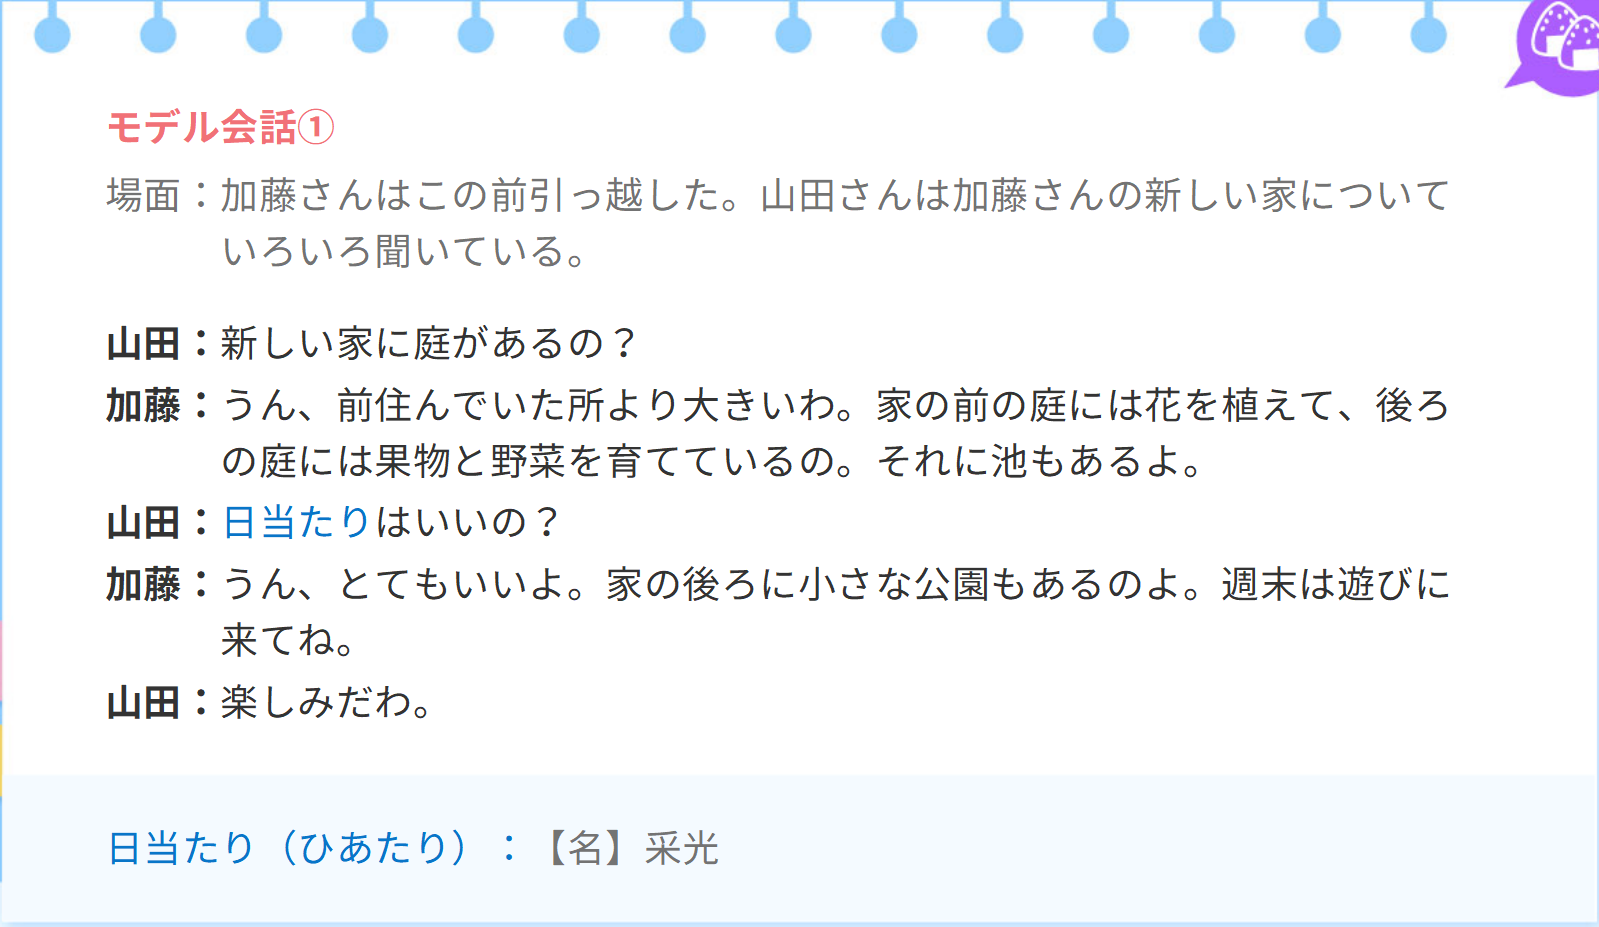 モデル会話①
場面：加藤さんはこの前引っ越した。山田さんは加藤さんの新しい家について
いろいろ聞いている。
山田：新しい家に庭があるの？
加藤：うん、前住んでいた所より大きいわ。家の前の庭には花を植えて、後ろ
の庭には果物と野菜を育てているの。それに池もあるよ。
山田：日当たりはいいの？
加藤：うん、とてもいいよ。家の後ろに小さな公園もあるのよ。週末は遊びに
来てね。
山田：楽しみだわ。
日当たり（ひあたり）：【名】采光